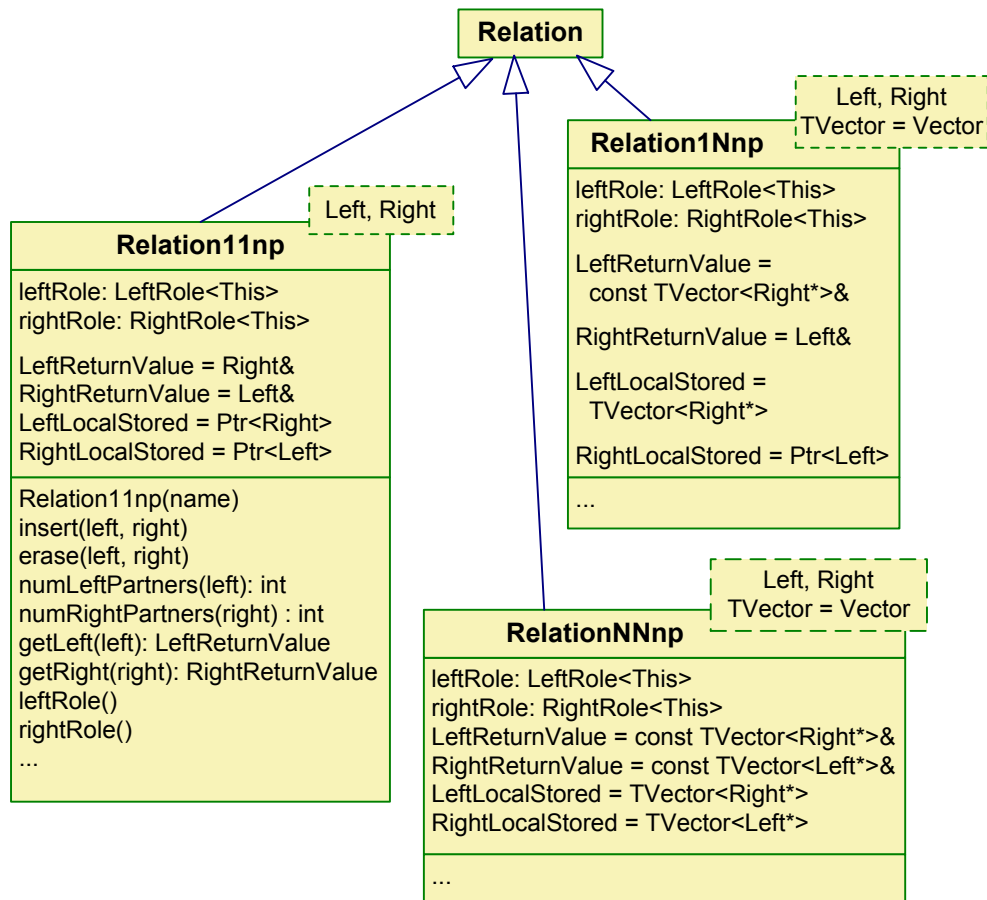 Relation
Left, Right
TVector = Vector
Relation1Nnp
leftRole: LeftRole<This>
rightRole: RightRole<This>
LeftReturnValue =
const TVector<Right*>&
RightReturnValue = Left&
LeftLocalStored =
TVector<Right*>
RightLocalStored = Ptr<Left>
...
Left, Right
Relation11np
leftRole: LeftRole<This>
rightRole: RightRole<This>
LeftReturnValue = Right&
RightReturnValue = Left&
LeftLocalStored = Ptr<Right>
RightLocalStored = Ptr<Left>
Relation11np(name)
insert(left, right)
erase(left, right)
numLeftPartners(left): int
numRightPartners(right) : int
getLeft(left): LeftReturnValue
getRight(right): RightReturnValue
leftRole()
rightRole()
...
Left, Right
TVector = Vector
RelationNNnp
leftRole: LeftRole<This>
rightRole: RightRole<This>
LeftReturnValue = const TVector<Right*>&
RightReturnValue = const TVector<Left*>&
LeftLocalStored = TVector<Right*>
RightLocalStored = TVector<Left*>
...